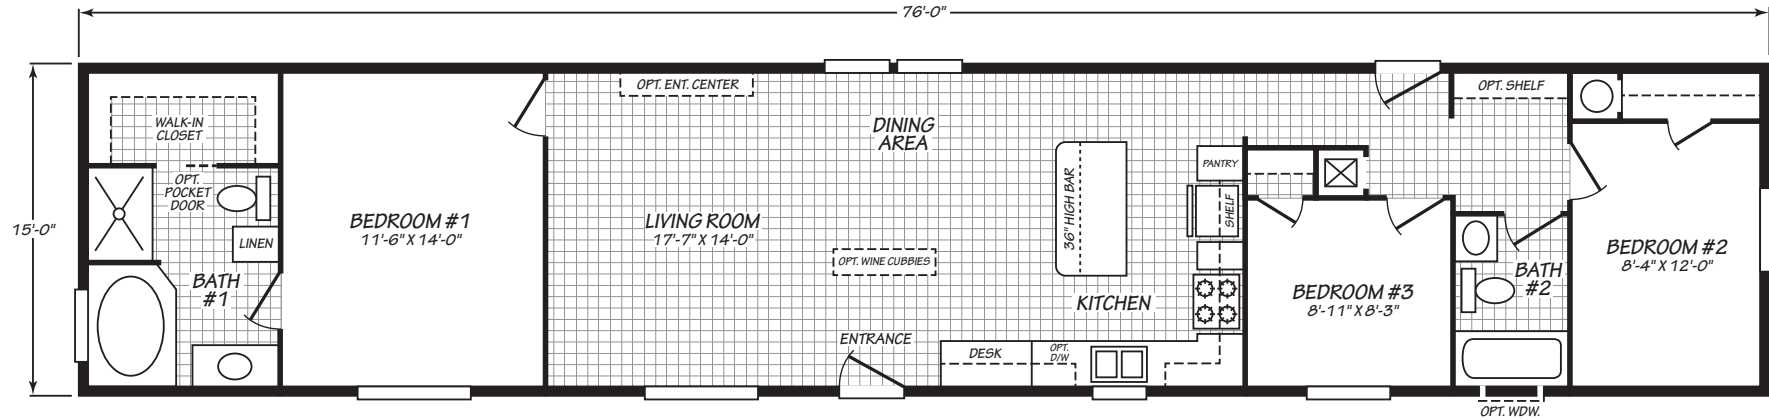 76'-0"
15'-0"
WALK-IN
CLOSET
OPT.
POCKET
DOOR
LINEN
BATH
#1
BEDROOM #1
11'-6" X 14'-0"
OPT. ENT. CENTER
LIVING ROOM
17'-7" X 14'-0"
DINING
AREA
OPT. WINE CUBBIES
ENTRANCE
36" HIGH BAR
KITCHEN
DESK
OPT.
D/W
PANTRY
SHELF
BEDROOM #3
8'-11" X 8'-3"
OPT. SHELF
BATH
#2
OPT. WDW.
BEDROOM #2
8'-4" X 12'-0"